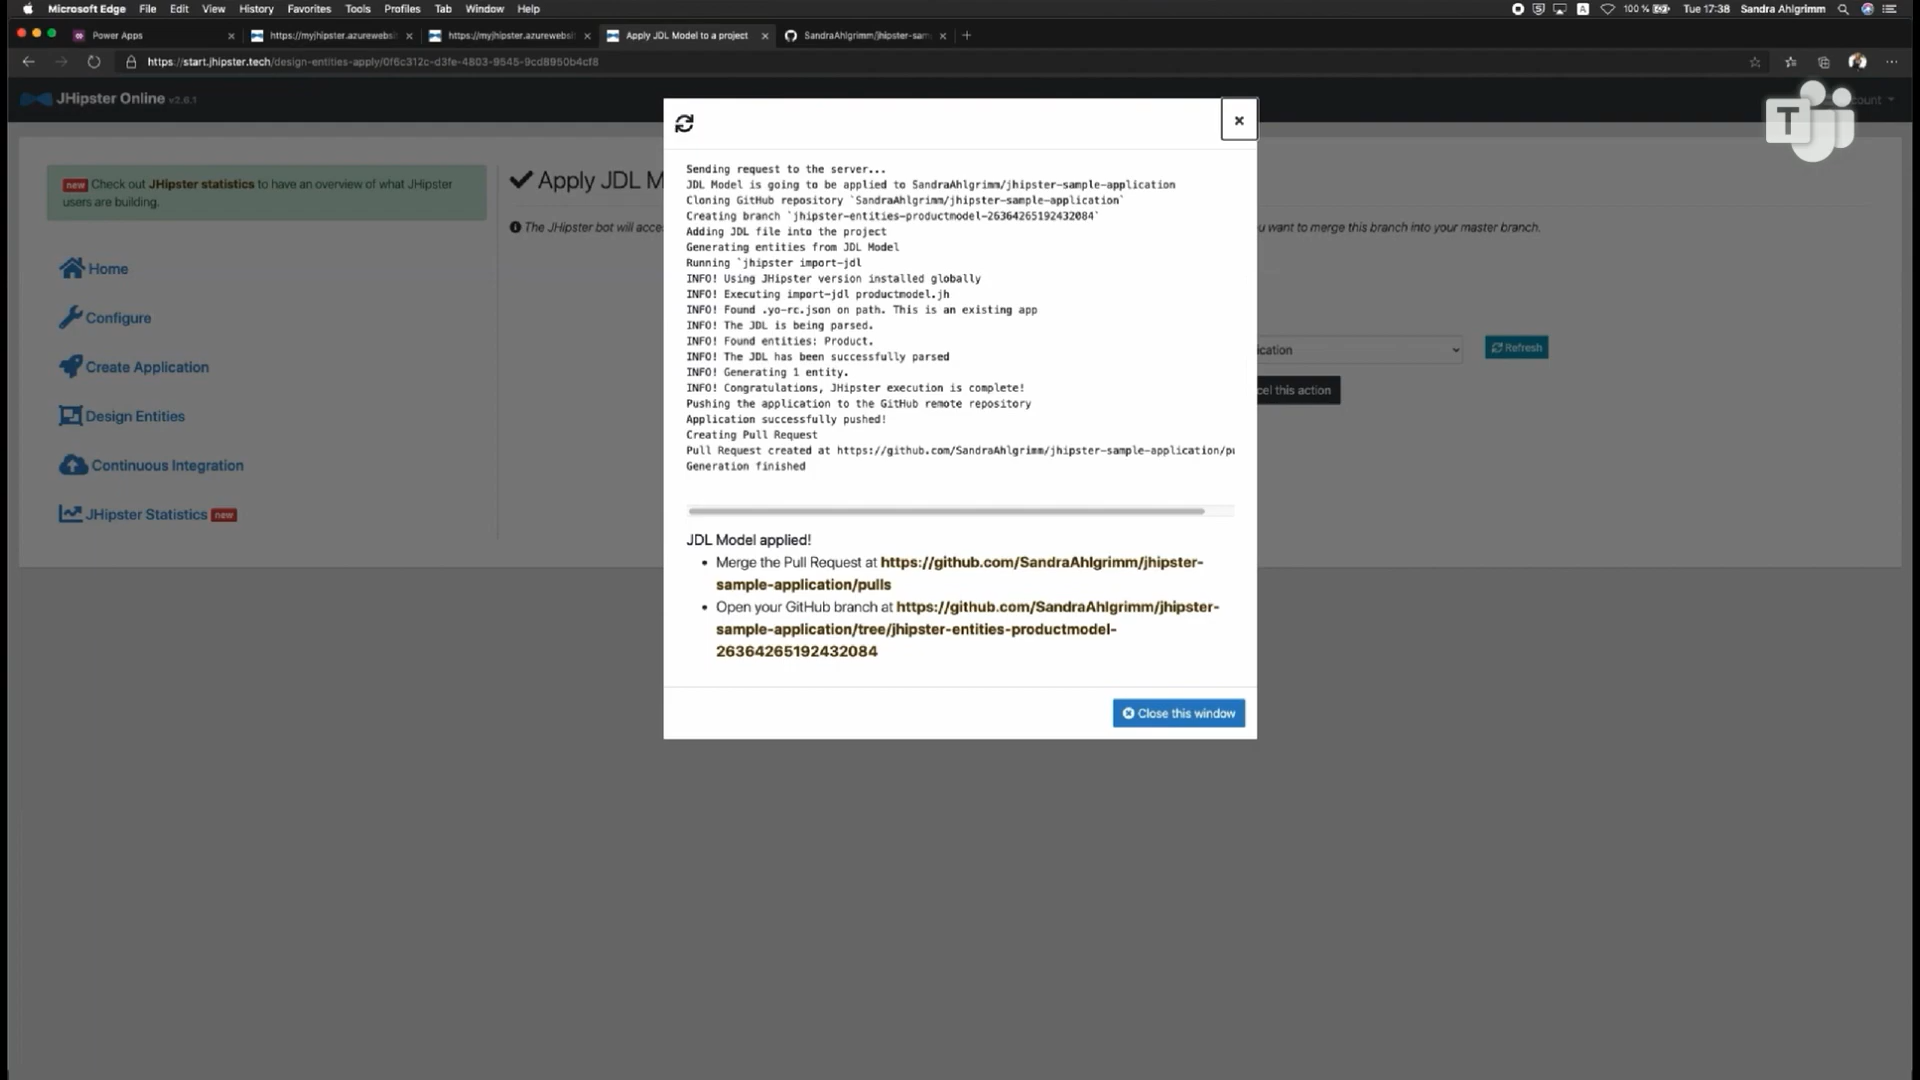 Microsoft Edge File Edit View History Favorites Tools Profiles Tab Window Help 100 % Tue 17:38 Sandra Ahlgrimm
Power Apps https://myjhipster.azurewebsi https://myjhipster.azurewebsi Apply JDL Model to a project SandraAhlgrimm/jhipster-sam
https://start.jhipster.tech/design-entities-apply/0f6c312c-d3fe-4803-9545-9cd8950b4cf8
JHipster Online v2.6.1
T
new Check out JHipster statistics to have an overview of what JHipster
users are building.
Home
Configure
Create Application
Design Entities
Continuous Integration
JHipster Statistics new
Apply JDL M
The JHipster bot will acce
u want to merge this branch into your master branch.
ication
Refresh
cel this action
Sending request to the server...
JDL Model is going to be applied to SandraAhlgrimm/jhipster-sample-application
Cloning GitHub repository `SandraAhlgrimm/jhipster-sample-application`
Creating branch `jhipster-entities-productmodel-26364265192432084`
Adding JDL file into the project
Generating entities from JDL Model
Running `jhipster import-jdl
INFO! Using JHipster version installed globally
INFO! Executing import-jdl productmodel.jh
INFO! Found .yo-rc.json on path. This is an existing app
INFO! The JDL is being parsed.
INFO! Found entities: Product.
INFO! The JDL has been successfully parsed
INFO! Generating 1 entity.
INFO! Congratulations, JHipster execution is complete!
Pushing the application to the GitHub remote repository
Application successfully pushed!
Creating Pull Request
Pull Request created at https://github.com/SandraAhlgrimm/jhipster-sample-application/pu
Generation finished
JDL Model applied!
• Merge the Pull Request at https://github.com/SandraAhlgrimm/jhipster-
sample-application/pulls
• Open your GitHub branch at https://github.com/SandraAhlgrimm/jhipster-
sample-application/tree/jhipster-entities-productmodel-
26364265192432084
Close this window